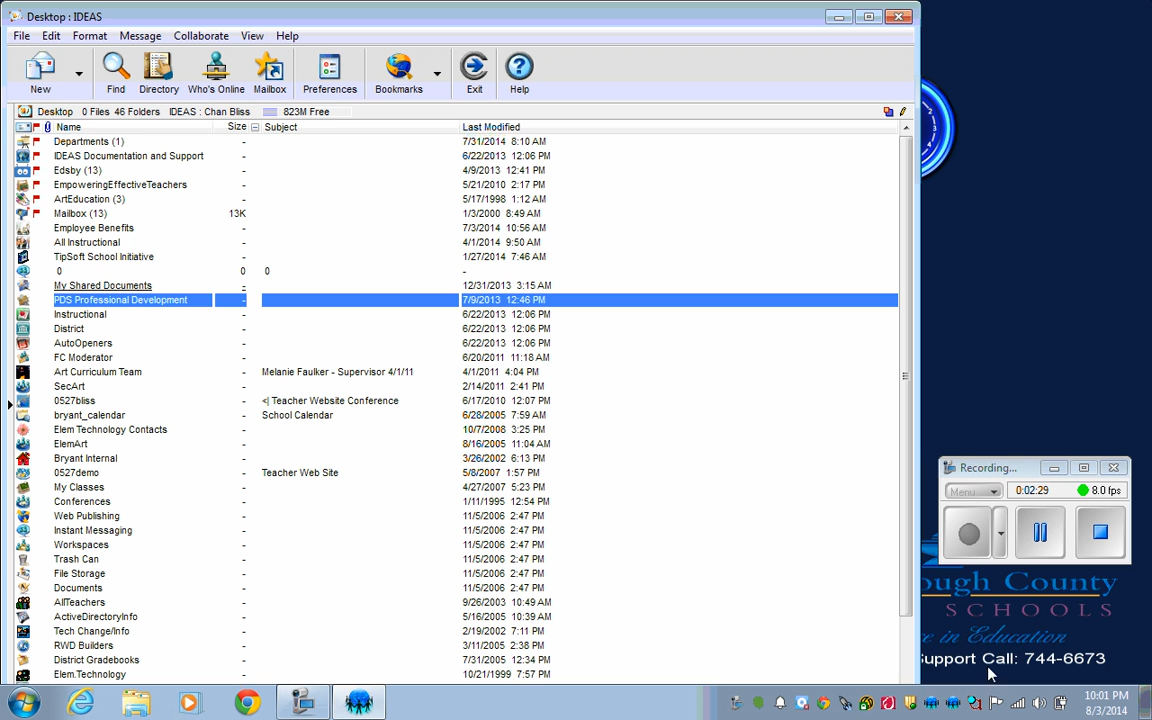 Desktop : IDEAS
File Edit Format Message Collaborate View Help
New Find Directory Who's Online Mailbox Preferences Bookmarks Exit Help
Desktop 0 Files 46 Folders IDEAS : Chan Bliss 823M Free
Name Size Subject Last Modified
Departments (1) - 7/31/2014 8:10 AM
IDEAS Documentation and Support - 6/22/2013 12:06 PM
Edsby (13) - 4/9/2013 12:41 PM
EmpoweringEffectiveTeachers - 5/21/2010 2:17 PM
ArtEducation (3) - 5/17/1998 1:12 AM
Mailbox (13) 13K 1/3/2000 8:49 AM
Employee Benefits - 7/3/2014 10:56 AM
All Instructional - 4/1/2014 9:50 AM
TipSoft School Initiative - 1/27/2014 7:46 AM
0 0 0 -
My Shared Documents - 12/31/2013 3:15 AM
PDS Professional Development - 7/9/2013 12:46 PM
Instructional - 6/22/2013 12:06 PM
District - 6/22/2013 12:06 PM
AutoOpeners - 6/22/2013 12:06 PM
FC Moderator - 6/20/2011 11:18 AM
Art Curriculum Team - Melanie Faulker - Supervisor 4/1/11 4/1/2011 4:04 PM
SecArt - 2/14/2011 2:41 PM
0527bliss - <| Teacher Website Conference 6/17/2010 12:07 PM
bryant_calendar - School Calendar 6/28/2005 7:59 AM
Elem Technology Contacts - 10/7/2008 3:25 PM
ElemArt - 8/16/2005 11:04 AM
Bryant Internal - 3/26/2002 6:13 PM
0527demo - Teacher Web Site 5/8/2007 1:57 PM
My Classes - 4/27/2007 5:23 PM
Conferences - 1/11/1995 12:54 PM
Web Publishing - 11/5/2006 2:47 PM
Instant Messaging - 11/5/2006 2:47 PM
Workspaces - 11/5/2006 2:47 PM
Trash Can - 11/5/2006 2:47 PM
File Storage - 11/5/2006 2:47 PM
Documents - 11/5/2006 2:47 PM
AllTeachers - 9/26/2003 10:49 AM
ActiveDirectoryInfo - 5/16/2005 10:39 AM
Tech Change/Info - 2/19/2002 7:11 PM
RWD Builders - 3/11/2005 2:38 PM
District Gradebooks - 7/31/2005 12:34 PM
Elem.Technology - 10/21/1999 7:57 PM
Recording...
Menu 0:02:29 8.0 fps
ough County
SCHOOLS
e in Education
upport Call: 744-6673
10:01 PM
8/3/2014